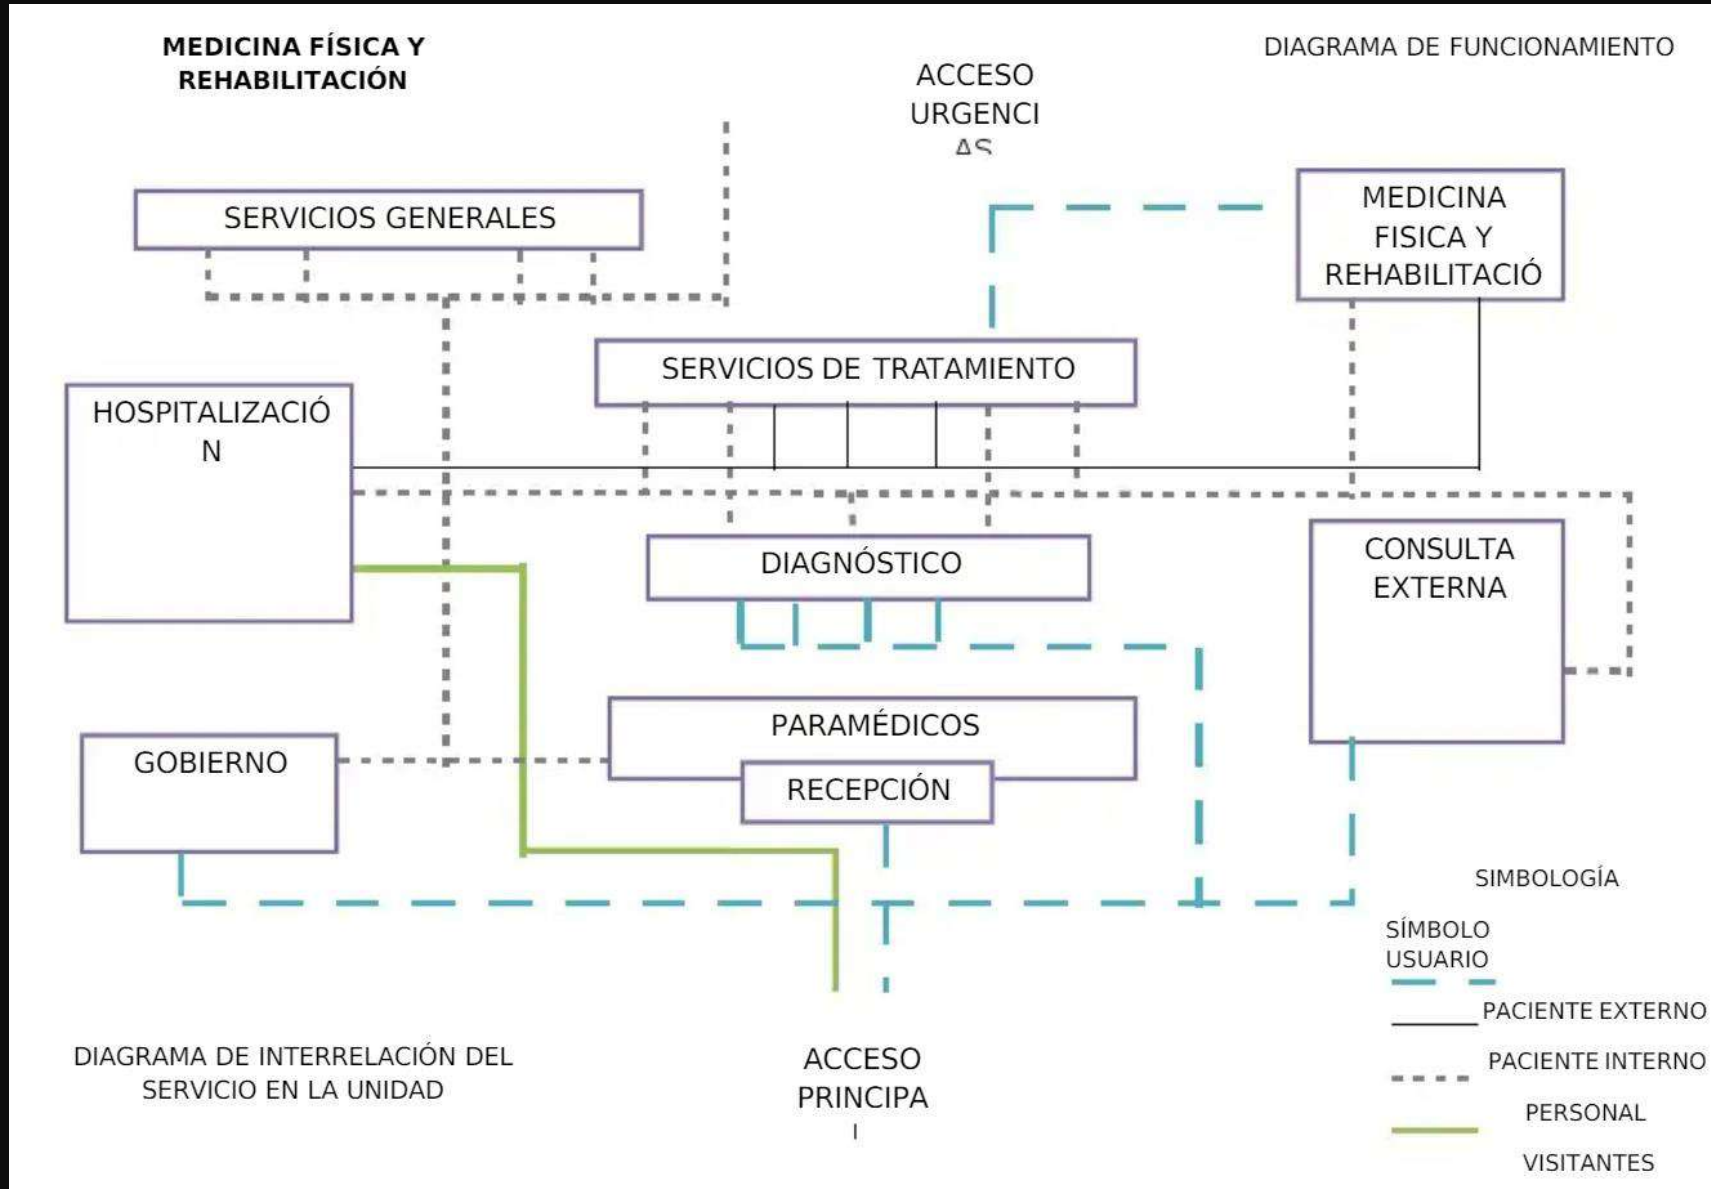 MEDICINA FÍSICA Y
REHABILITACIÓN
DIAGRAMA DE FUNCIONAMIENTO
ACCESO
URGENCI
AS
SERVICIOS GENERALES
MEDICINA
FISICA Y
REHABILITACIÓ
SERVICIOS DE TRATAMIENTO
HOSPITALIZACIÓ
N
DIAGNÓSTICO
CONSULTA
EXTERNA
PARAMÉDICOS
GOBIERNO
RECEPCIÓN
SIMBOLOGÍA
SÍMBOLO
USUARIO
PACIENTE EXTERNO
PACIENTE INTERNO
PERSONAL
VISITANTES
DIAGRAMA DE INTERRELACIÓN DEL
SERVICIO EN LA UNIDAD
ACCESO
PRINCIPA
l